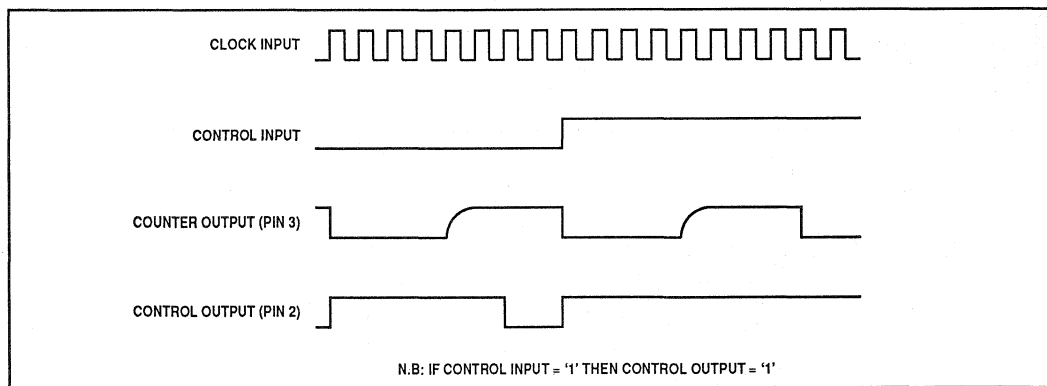 CLOCK INPUT
CONTROL INPUT
COUNTER OUTPUT (PIN 3)
CONTROL OUTPUT (PIN 2)
N.B: IF CONTROL INPUT = ‘1’ THEN CONTROL OUTPUT = ‘1’